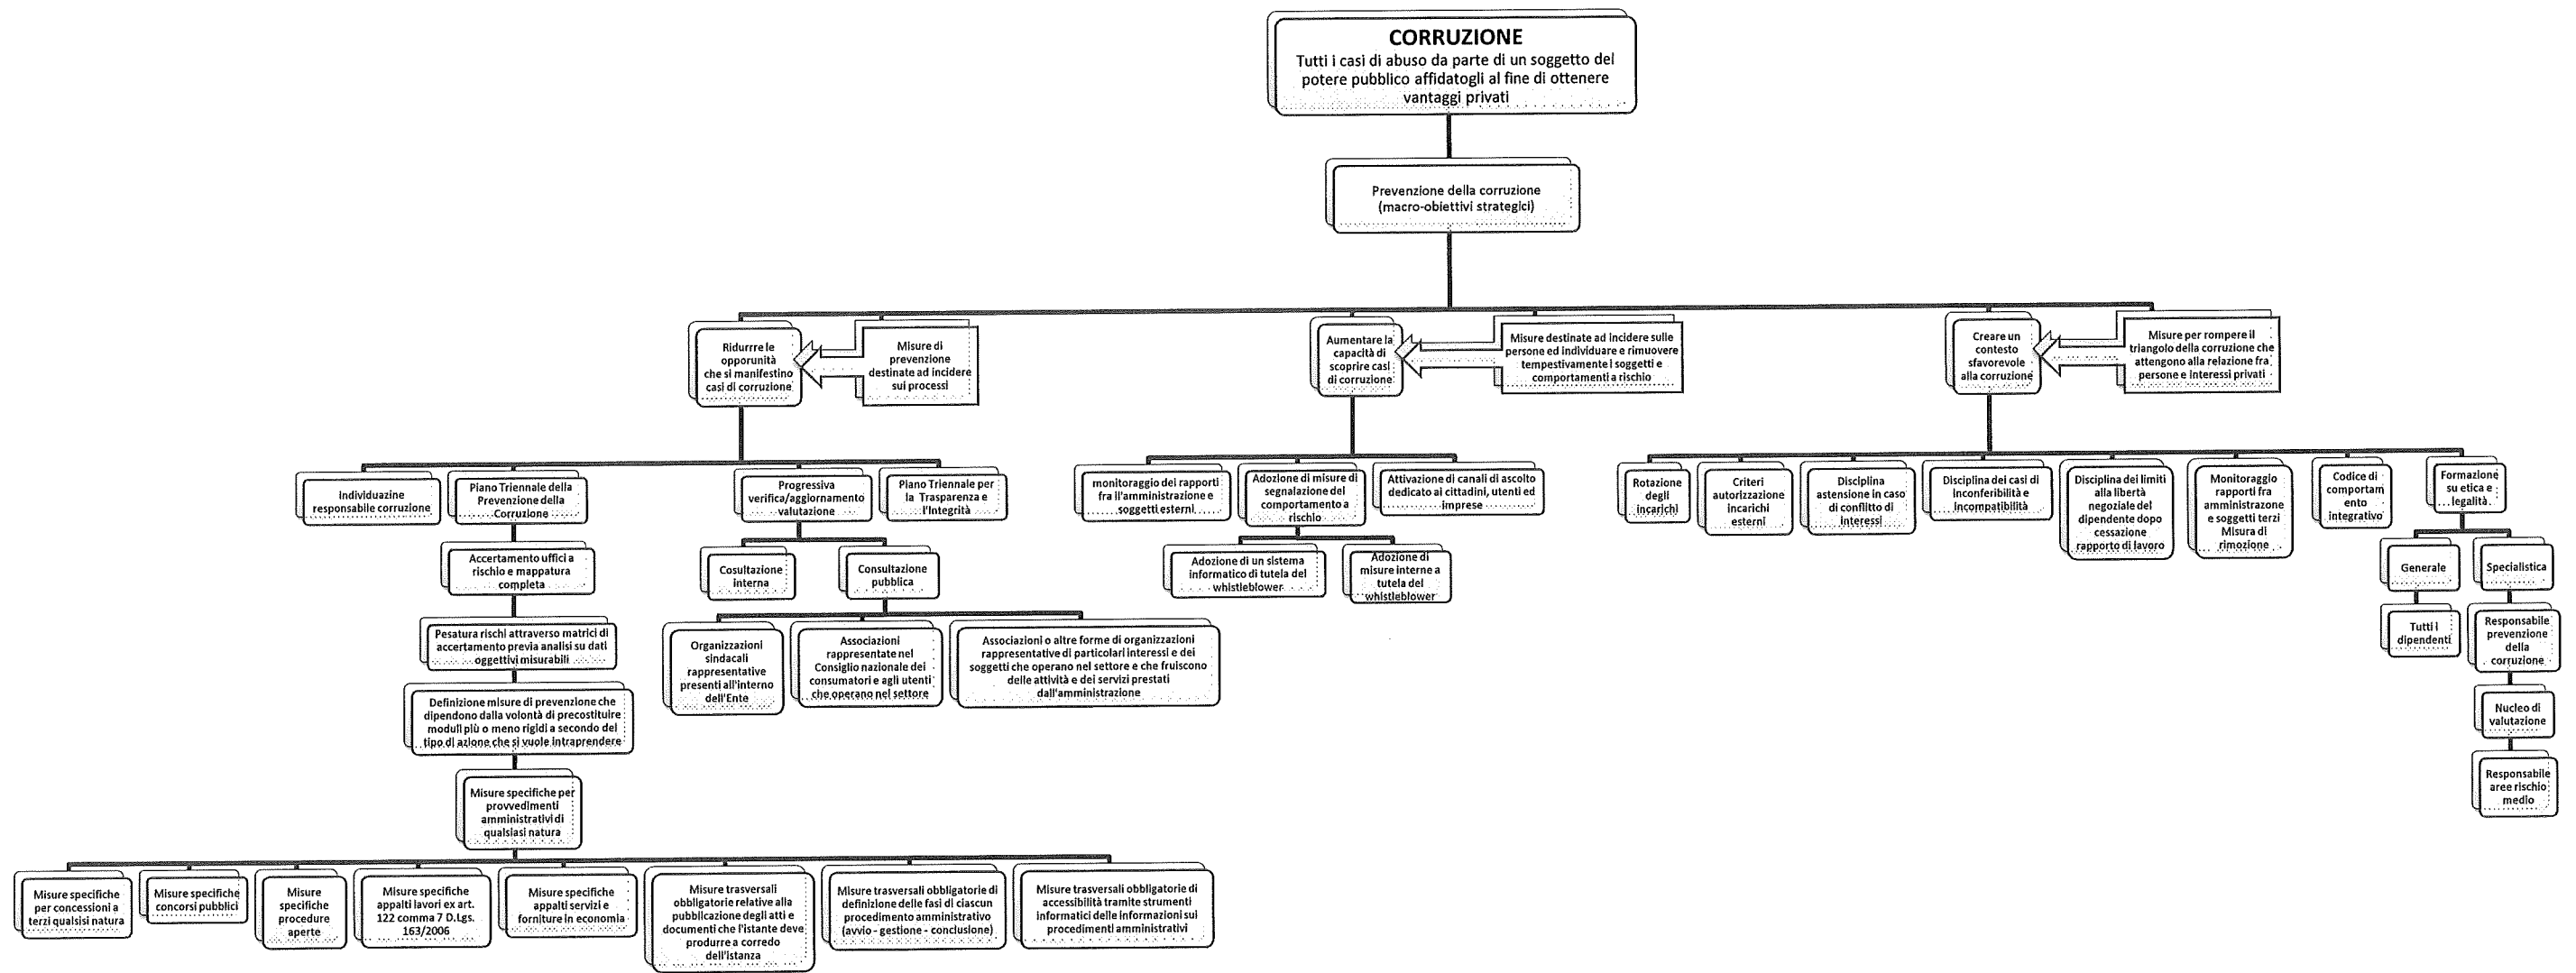 CORRUZIONE
Tutti i casi di abuso da parte di un soggetto del
potere pubblico affidatogli al fine di ottenere
vantaggi privati
Prevenzione della corruzione
(macro-obiettivi strategici)
Ridurrre le
opporunità
che si manifestino
casi di corruzione
Misure di
prevenzione
destinate ad incidere
sui processi
Aumentare la
capacità di
scoprire casi
di corruzione
Misure destinate ad incidere sulle
persone ed individuare e rimuovere
tempestivamente i soggetti e
comportamenti a rischio
Creare un
contesto
sfavorevole
alla corruzione
Misure per rompere il
triangolo della corruzione che
attengono alla relazione fra
persone e interessi privati
Individuazine
responsabile corruzione
Piano Triennale della
Prevenzione della
Corruzione
Progressiva
verifica/aggiornamento
valutazione
Piano Triennale per
la Trasparenza e
l'Integrità
monitoraggio dei rapporti
fra ll'amministrazione e
soggetti esterni
Adozione di misure di
segnalazione del
comportamento a
rischio
Attivazione di canali di ascolto
dedicato ai cittadini, utenti ed
imprese
Rotazione
degli
incarichi
Criteri
autorizzazione
incarichi
esterni
Disciplina
astensione in caso
di conflitto di
interessi
Disciplina dei casi di
inconferibilità e
incompatibilità
Disciplina dei limiti
alla libertà
negoziale del
dipendente dopo
cessazione
rapporto di lavoro
Monitoraggio
rapporti fra
amministrazone
e soggetti terzi
Misura di
rimozione
Codice di
comportam
ento
integrativo
Formazione
su etica e
legalità
Accertamento uffici a
rischio e mappatura
completa
Cosultazione
interna
Consultazione
pubblica
Adozione di un sistema
informatico di tutela del
whistleblower
Adozione di
misure interne a
tutela del
whistleblower
Generale
Specialistica
Pesatura rischi attraverso matrici di
accertamento previa analisi su dati
oggettivi misurabili
Organizzazioni
sindacali
rappresentative
presenti all'interno
dell'Ente
Associazioni
rappresentate nel
Consiglio nazionale dei
consumatori e agli utenti
che operano nel settore
Associazioni o altre forme di organizzazioni
rappresentative di particolari interessi e dei
soggetti che operano nel settore e che fruiscono
delle attività e dei servizi prestati
dall'amministrazione
Tutti i
dipendenti
Responsabile
prevenzione
della
corruzione
Definizione misure di prevenzione che
dipendono dalla volontà di precostituire
moduli più o meno rigidi a secondo del
tipo di azione che si vuole intraprendere
Nucleo di
valutazione
Misure specifiche per
provvedimenti
amministrativi di
qualsiasi natura
Responsabile
aree rischio
medio
Misure specifiche
per concessioni a
terzi qualsisi natura
Misure specifiche
concorsi pubblici
Misure
specifiche
procedure
aperte
Misure specifiche
appalti lavori ex art.
122 comma 7 D.Lgs.
163/2006
Misure specifiche
appalti servizi e
forniture in economia
Misure trasversali
obbligatorie relative alla
pubblicazione degli atti e
documenti che l'istante deve
produrre a corredo
dell'istanza
Misure trasversali obbligatorie di
definizione delle fasi di ciascun
procedimento amministrativo
(avvio - gestione - conclusione)
Misure trasversali obbligatorie di
accessibilità tramite strumenti
informatici delle informazioni sui
procedimenti amministrativi